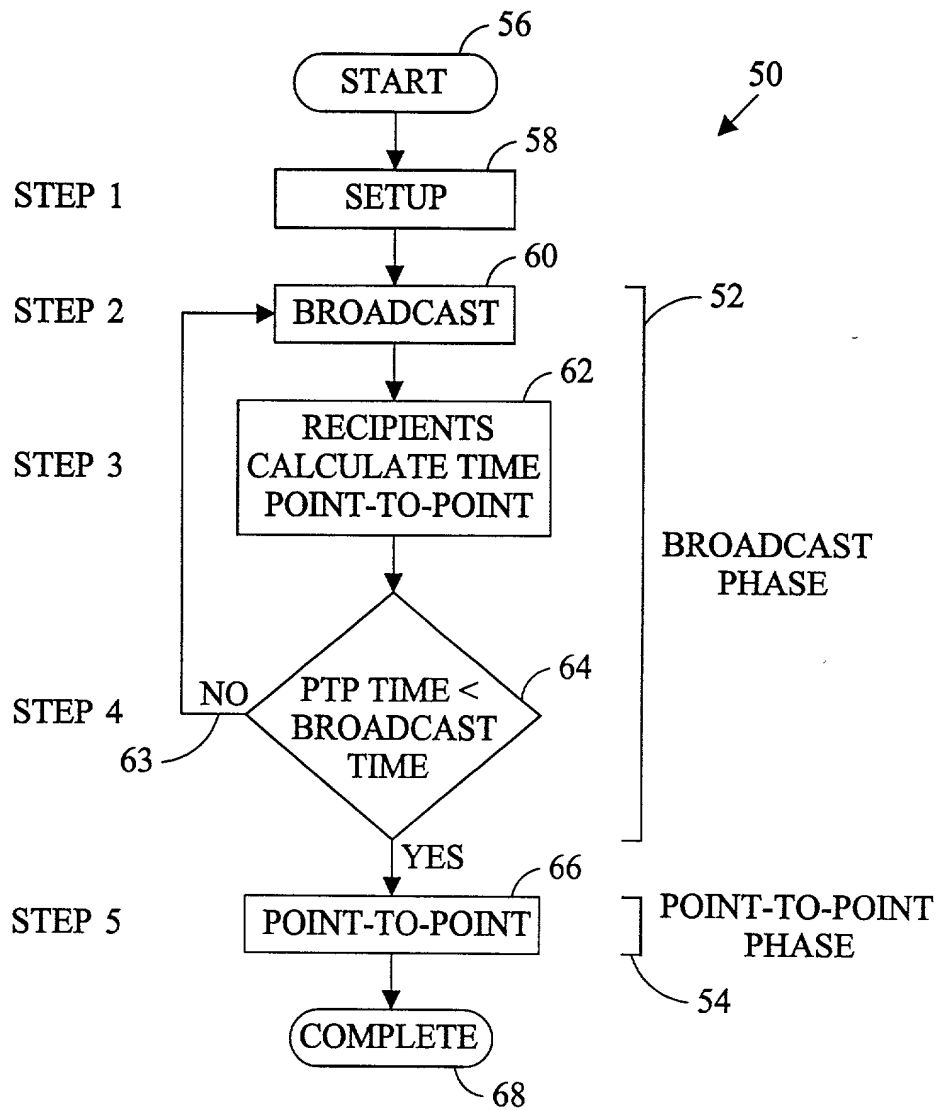 56
START
50
58
STEP 1
SETUP
60
STEP 2
BROADCAST
52
62
STEP 3
RECIPIENTS
CALCULATE TIME
POINT-TO-POINT
BROADCAST
PHASE
64
NO
STEP 4
PTP TIME <
BROADCAST
TIME
63
YES
66
STEP 5
POINT-TO-POINT
POINT-TO-POINT
PHASE
54
COMPLETE
68